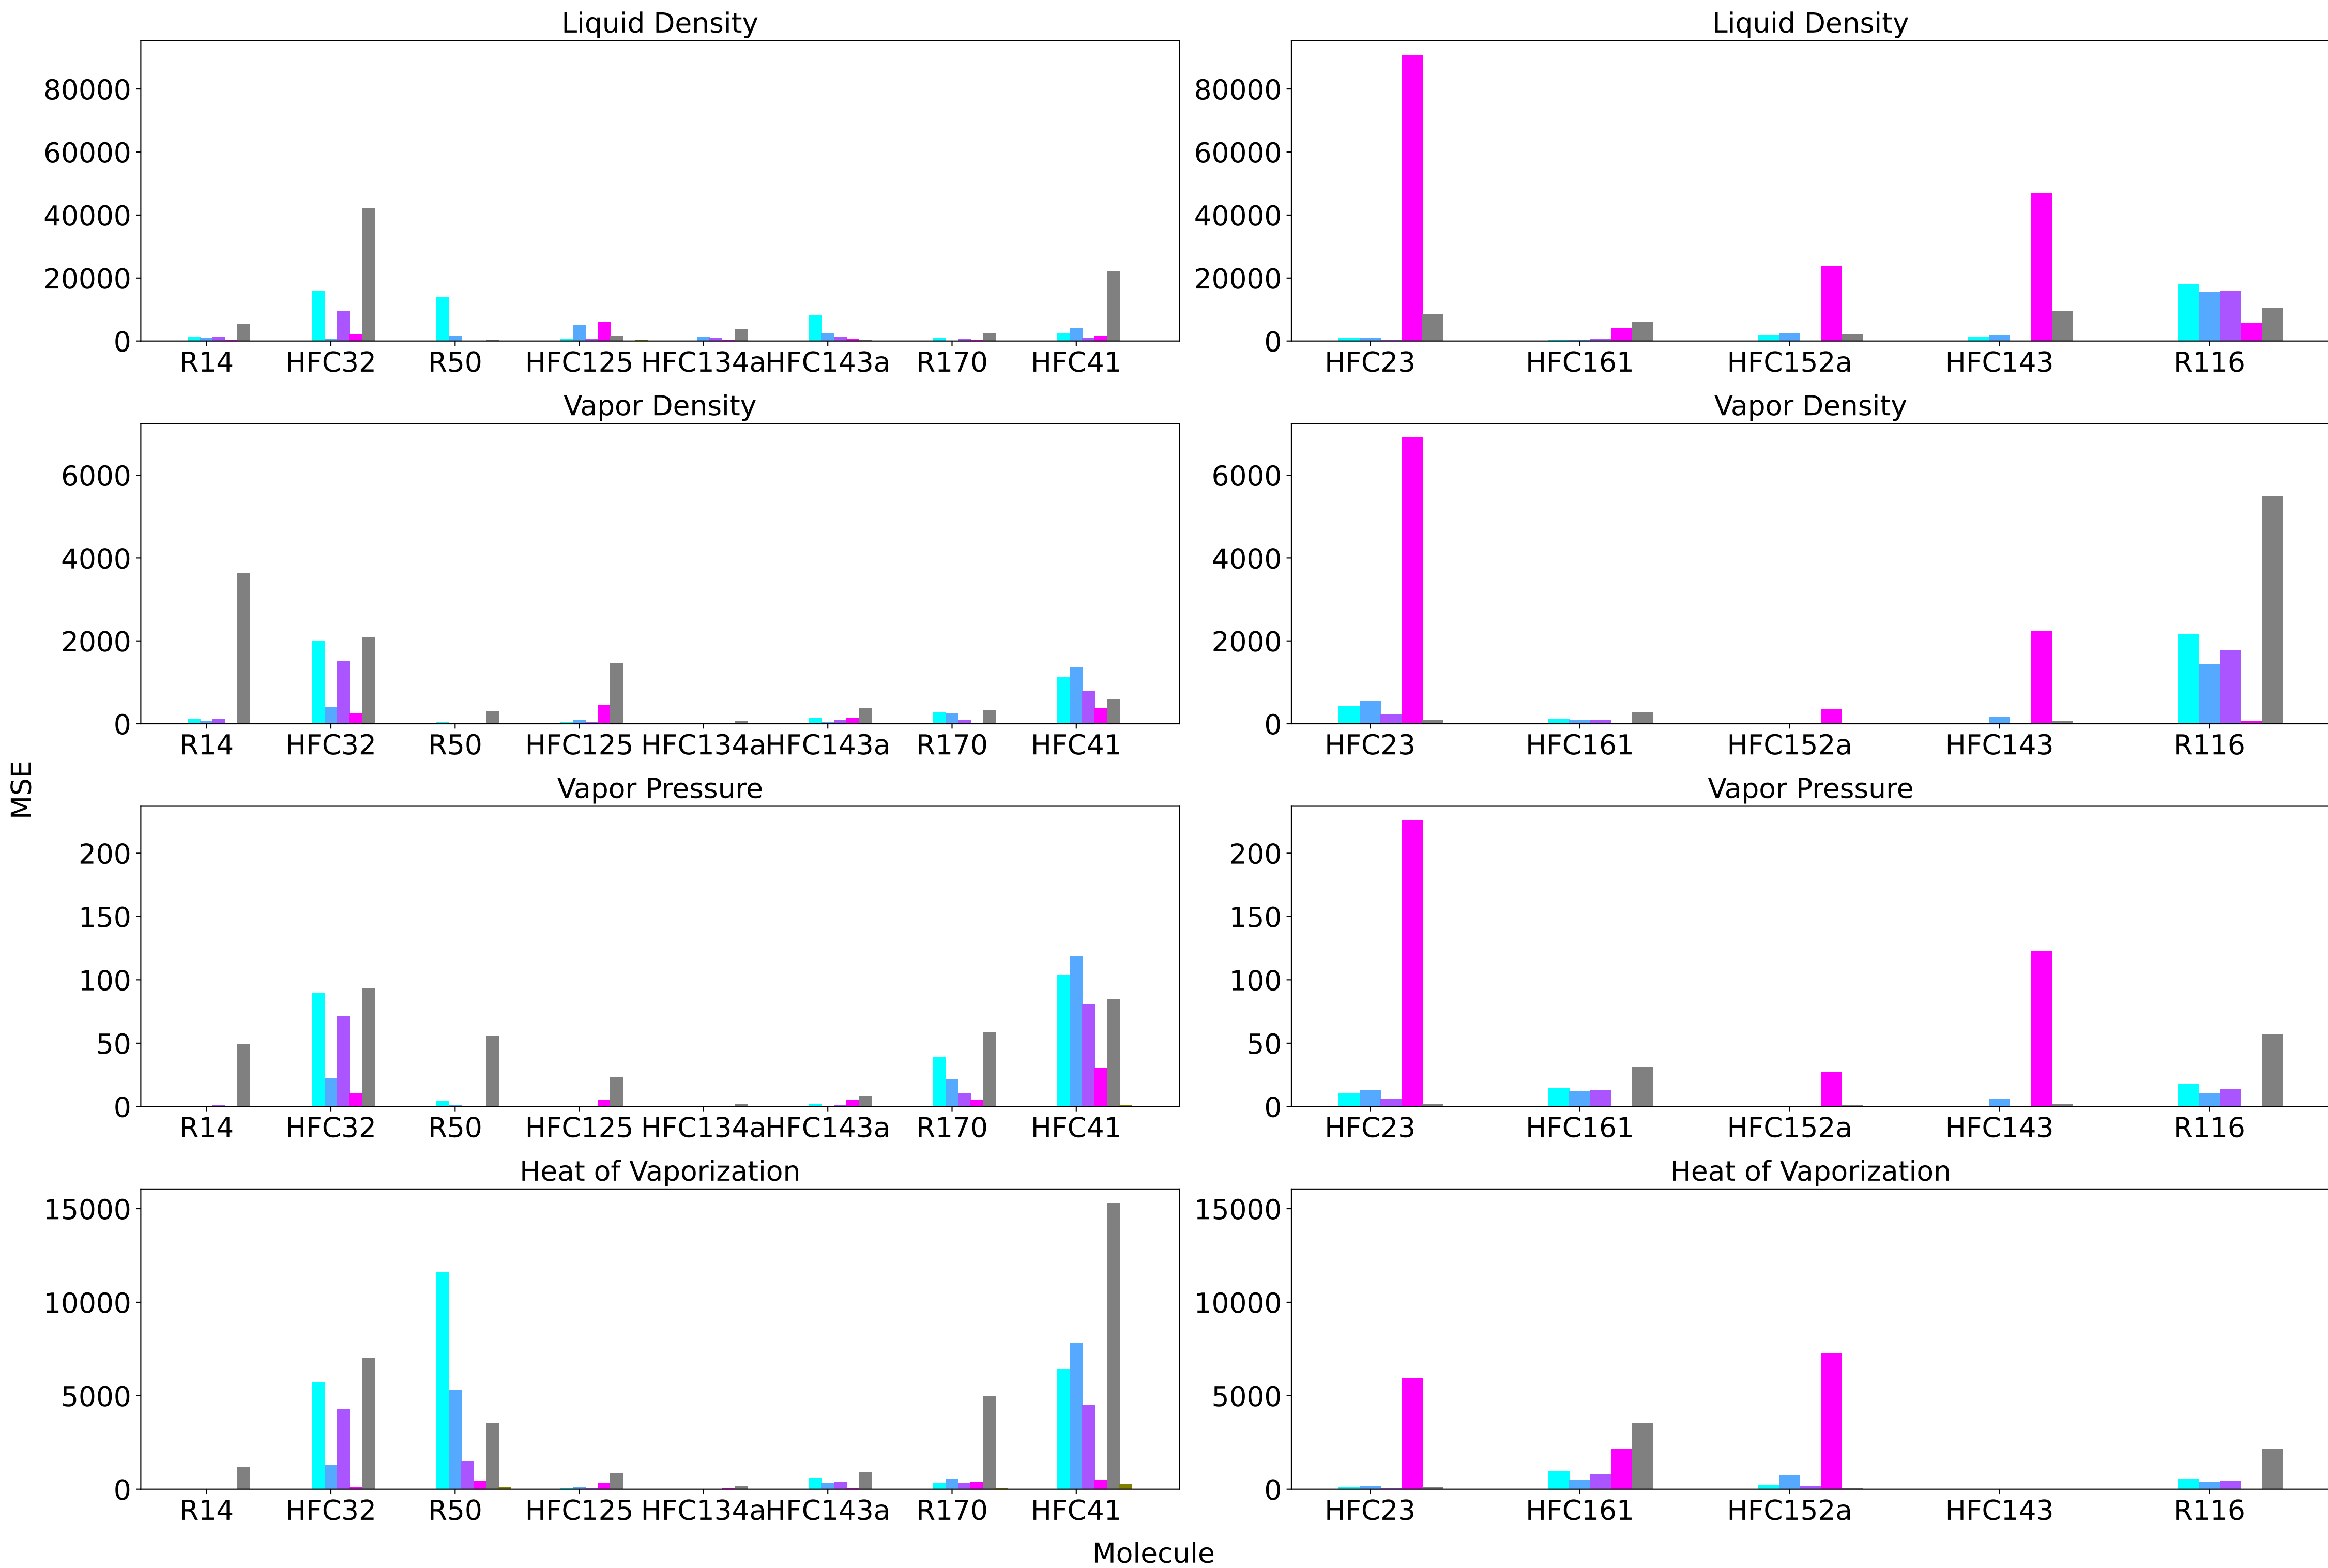 Liquid Density
80000
60000
40000
20000
0
R14 HFC32 R50 HFC125 HFC134a HFC143a R170 HFC41
Liquid Density
80000
60000
40000
20000
0
HFC23 HFC161 HFC152a HFC143 R116
Vapor Density
6000
4000
2000
0
R14 HFC32 R50 HFC125 HFC134a HFC143a R170 HFC41
Vapor Density
6000
4000
2000
0
HFC23 HFC161 HFC152a HFC143 R116
MSE
Vapor Pressure
200
150
100
50
0
R14 HFC32 R50 HFC125 HFC134a HFC143a R170 HFC41
Vapor Pressure
200
150
100
50
0
HFC23 HFC161 HFC152a HFC143 R116
Heat of Vaporization
15000
10000
5000
0
R14 HFC32 R50 HFC125 HFC134a HFC143a R170 HFC41
Heat of Vaporization
15000
10000
5000
0
HFC23 HFC161 HFC152a HFC143 R116
Molecule